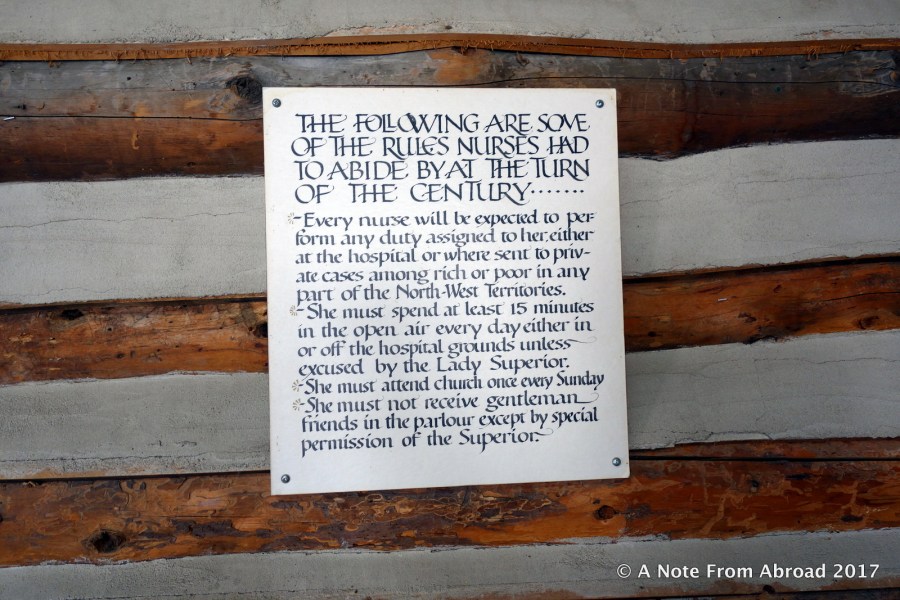 THE FOLLOWING ARE SOME
OF THE RULES NURSES HAD
TO ABIDE BY AT THE TURN
OF THE CENTURY.......
-Every nurse will be expected to per-
form any duty assigned to her, either
at the hospital or where sent to priv-
ate cases among rich or poor in any
part of the North-West Territories.
-She must spend at least 15 minutes
in the open air every day either in
or off the hospital grounds unless
excused by the Lady Superior.
-She must attend church once every Sunday
-She must not receive gentleman
friends in the parlour except by special
permission of the Superior.
© A Note From Abroad 2017